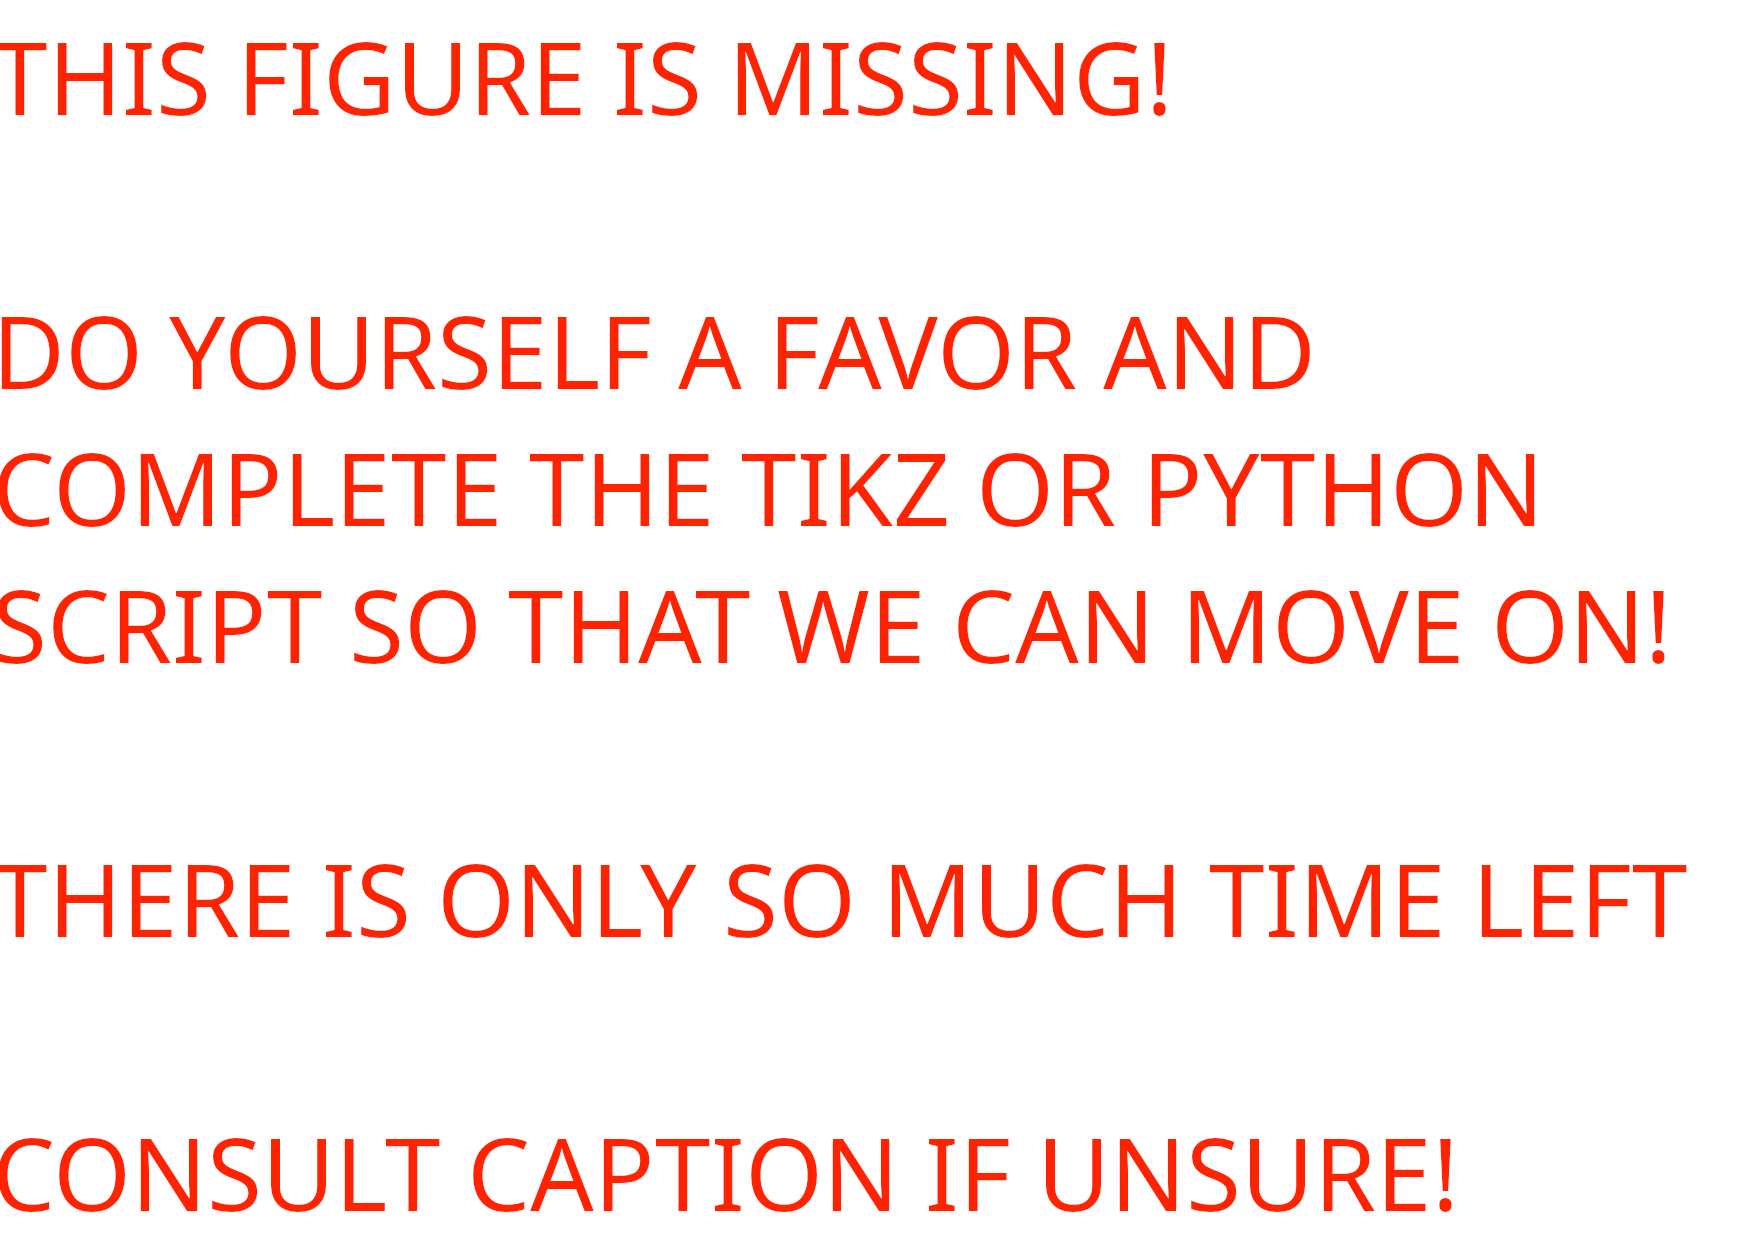 THIS FIGURE IS MISSING!
DO YOURSELF A FAVOR AND
COMPLETE THE TIKZ OR PYTHON
SCRIPT SO THAT WE CAN MOVE ON!
THERE IS ONLY SO MUCH TIME LEFT
CONSULT CAPTION IF UNSURE!